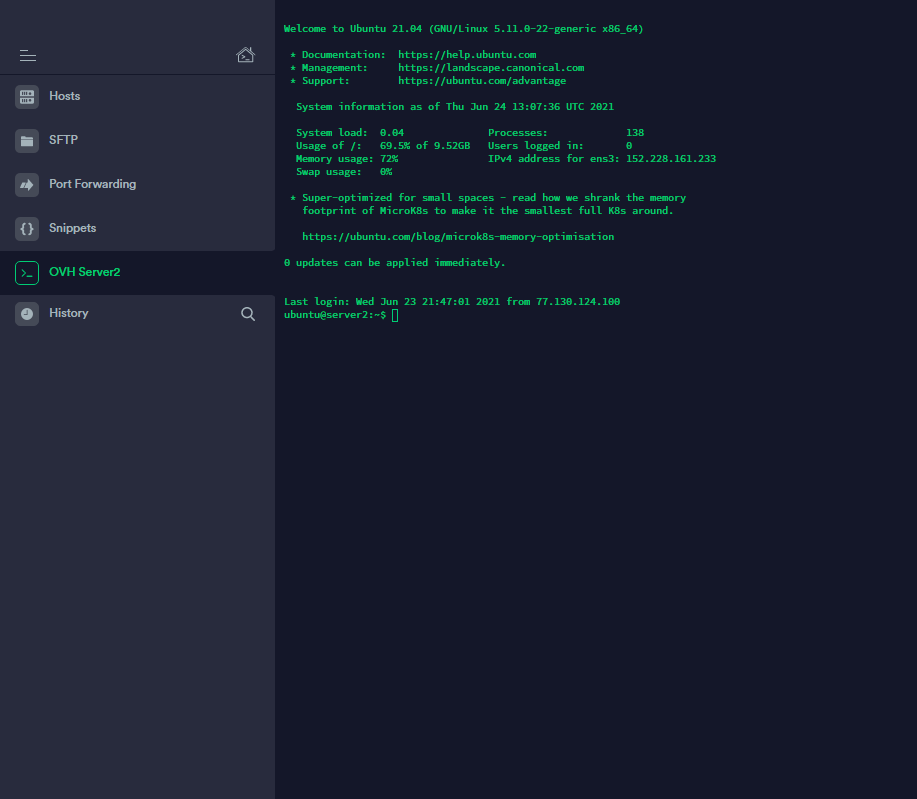 Hosts
SFTP
Port Forwarding
Snippets
OVH Server2
History
Welcome to Ubuntu 21.04 (GNU/Linux 5.11.0-22-generic x86_64)
* Documentation:  https://help.ubuntu.com
* Management:     https://landscape.canonical.com
* Support:        https://ubuntu.com/advantage
System information as of Thu Jun 24 13:07:36 UTC 2021
System load:  0.04              Processes:             138
Usage of /:   69.5% of 9.52GB   Users logged in:       0
Memory usage: 72%               IPv4 address for ens3: 152.228.161.233
Swap usage:   0%
* Super-optimized for small spaces - read how we shrank the memory
footprint of MicroK8s to make it the smallest full K8s around.
https://ubuntu.com/blog/microk8s-memory-optimisation
0 updates can be applied immediately.
Last login: Wed Jun 23 21:47:01 2021 from 77.130.124.100
ubuntu@server2:~$